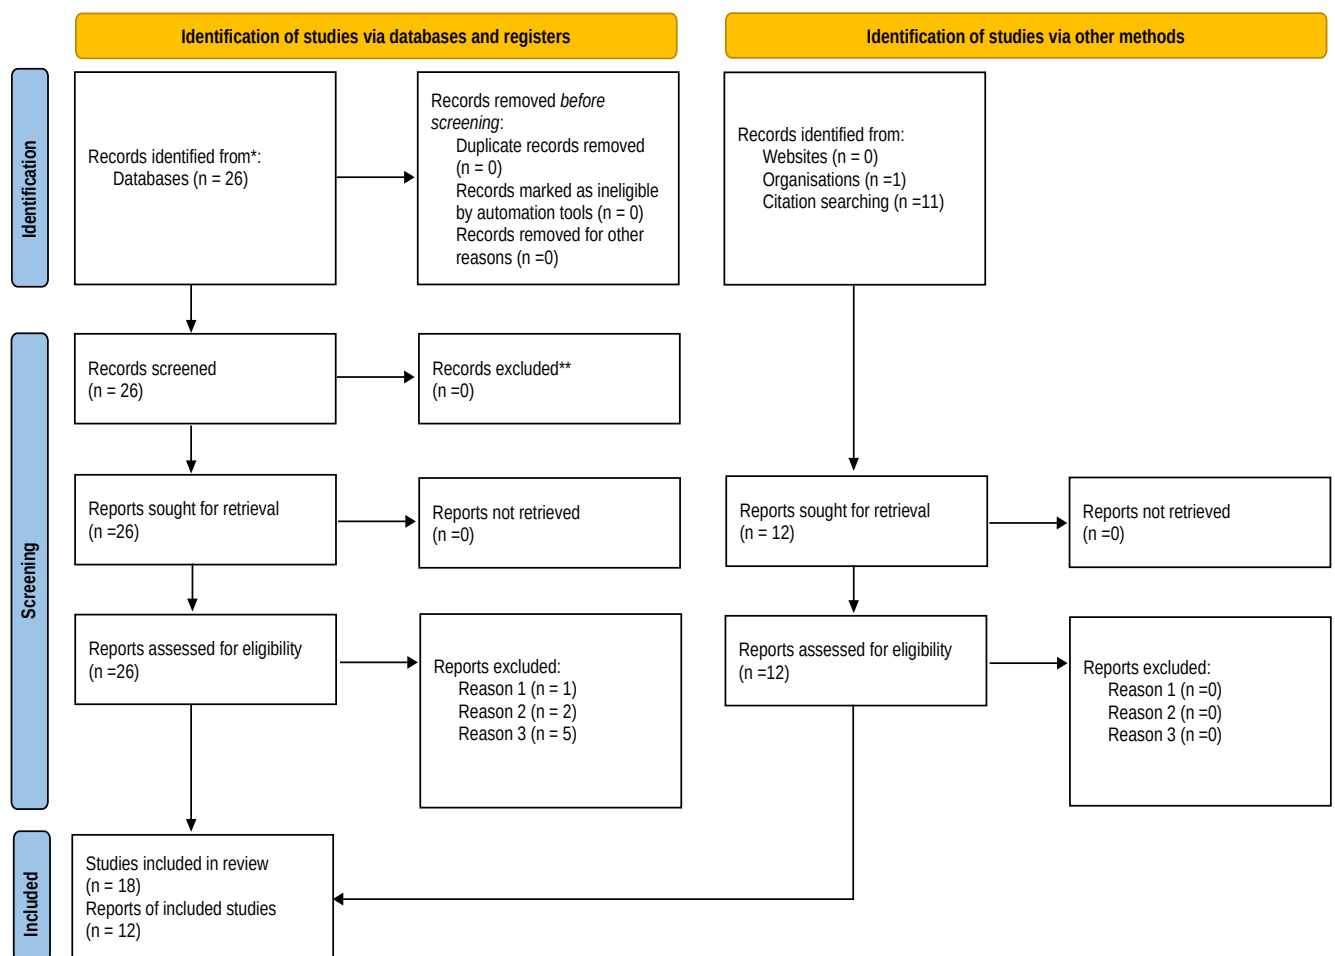 Identification of studies via databases and registers
Identification of studies via other methods
Identification
Records identified from*:
Databases (n = 26)
Records removed before
screening:
Duplicate records removed
(n = 0)
Records marked as ineligible
by automation tools (n = 0)
Records removed for other
reasons (n =0)
Records identified from:
Websites (n = 0)
Organisations (n =1)
Citation searching (n =11)
Screening
Records screened
(n = 26)
Records excluded**
(n =0)
Reports sought for retrieval
(n =26)
Reports not retrieved
(n =0)
Reports sought for retrieval
(n = 12)
Reports not retrieved
(n =0)
Reports assessed for eligibility
(n =26)
Reports excluded:
Reason 1 (n = 1)
Reason 2 (n = 2)
Reason 3 (n = 5)
Reports assessed for eligibility
(n =12)
Reports excluded:
Reason 1 (n =0)
Reason 2 (n =0)
Reason 3 (n =0)
Included
Studies included in review
(n = 18)
Reports of included studies
(n = 12)